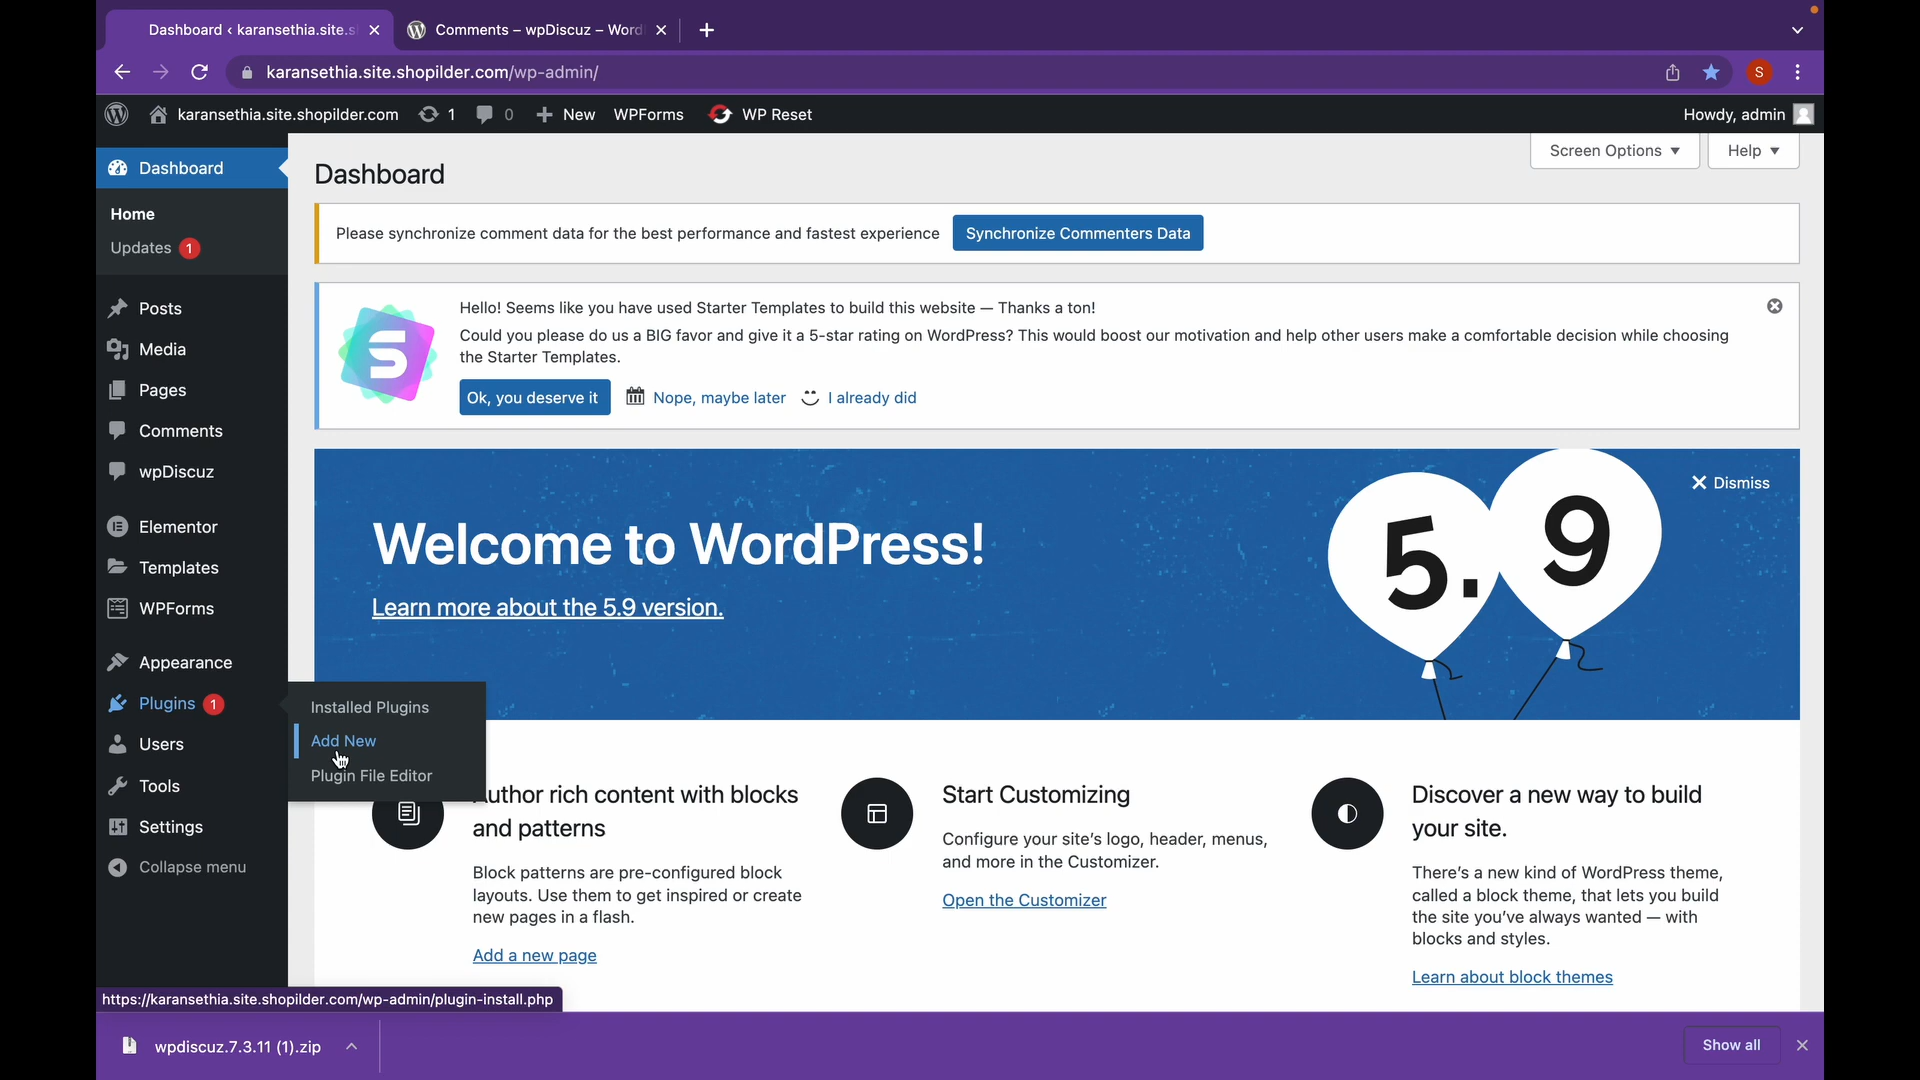 Dashboard ‹ karansethia.site.s
Comments – wpDiscuz – Word
karansethia.site.shopilder.com/wp-admin/
S
karansethia.site.shopilder.com
1
0
New
WPForms
WP Reset
Howdy, admin
Dashboard
Home
Updates 1
Posts
Media
Pages
Comments
wpDiscuz
Elementor
Templates
WPForms
Appearance
Plugins 1
Users
Tools
Settings
Collapse menu
Installed Plugins
Add New
Plugin File Editor
Dashboard
Screen Options
Help
Please synchronize comment data for the best performance and fastest experience
Synchronize Commenters Data
Hello! Seems like you have used Starter Templates to build this website — Thanks a ton!
Could you please do us a BIG favor and give it a 5-star rating on WordPress? This would boost our motivation and help other users make a comfortable decision while choosing
the Starter Templates.
Ok, you deserve it
Nope, maybe later
I already did
Dismiss
Welcome to WordPress!
Learn more about the 5.9 version.
5.9
Author rich content with blocks
and patterns
Block patterns are pre-configured block
layouts. Use them to get inspired or create
new pages in a flash.
Add a new page
Start Customizing
Configure your site's logo, header, menus,
and more in the Customizer.
Open the Customizer
Discover a new way to build
your site.
There's a new kind of WordPress theme,
called a block theme, that lets you build
the site you've always wanted — with
blocks and styles.
Learn about block themes
https://karansethia.site.shopilder.com/wp-admin/plugin-install.php
wpdiscuz.7.3.11 (1).zip
Show all